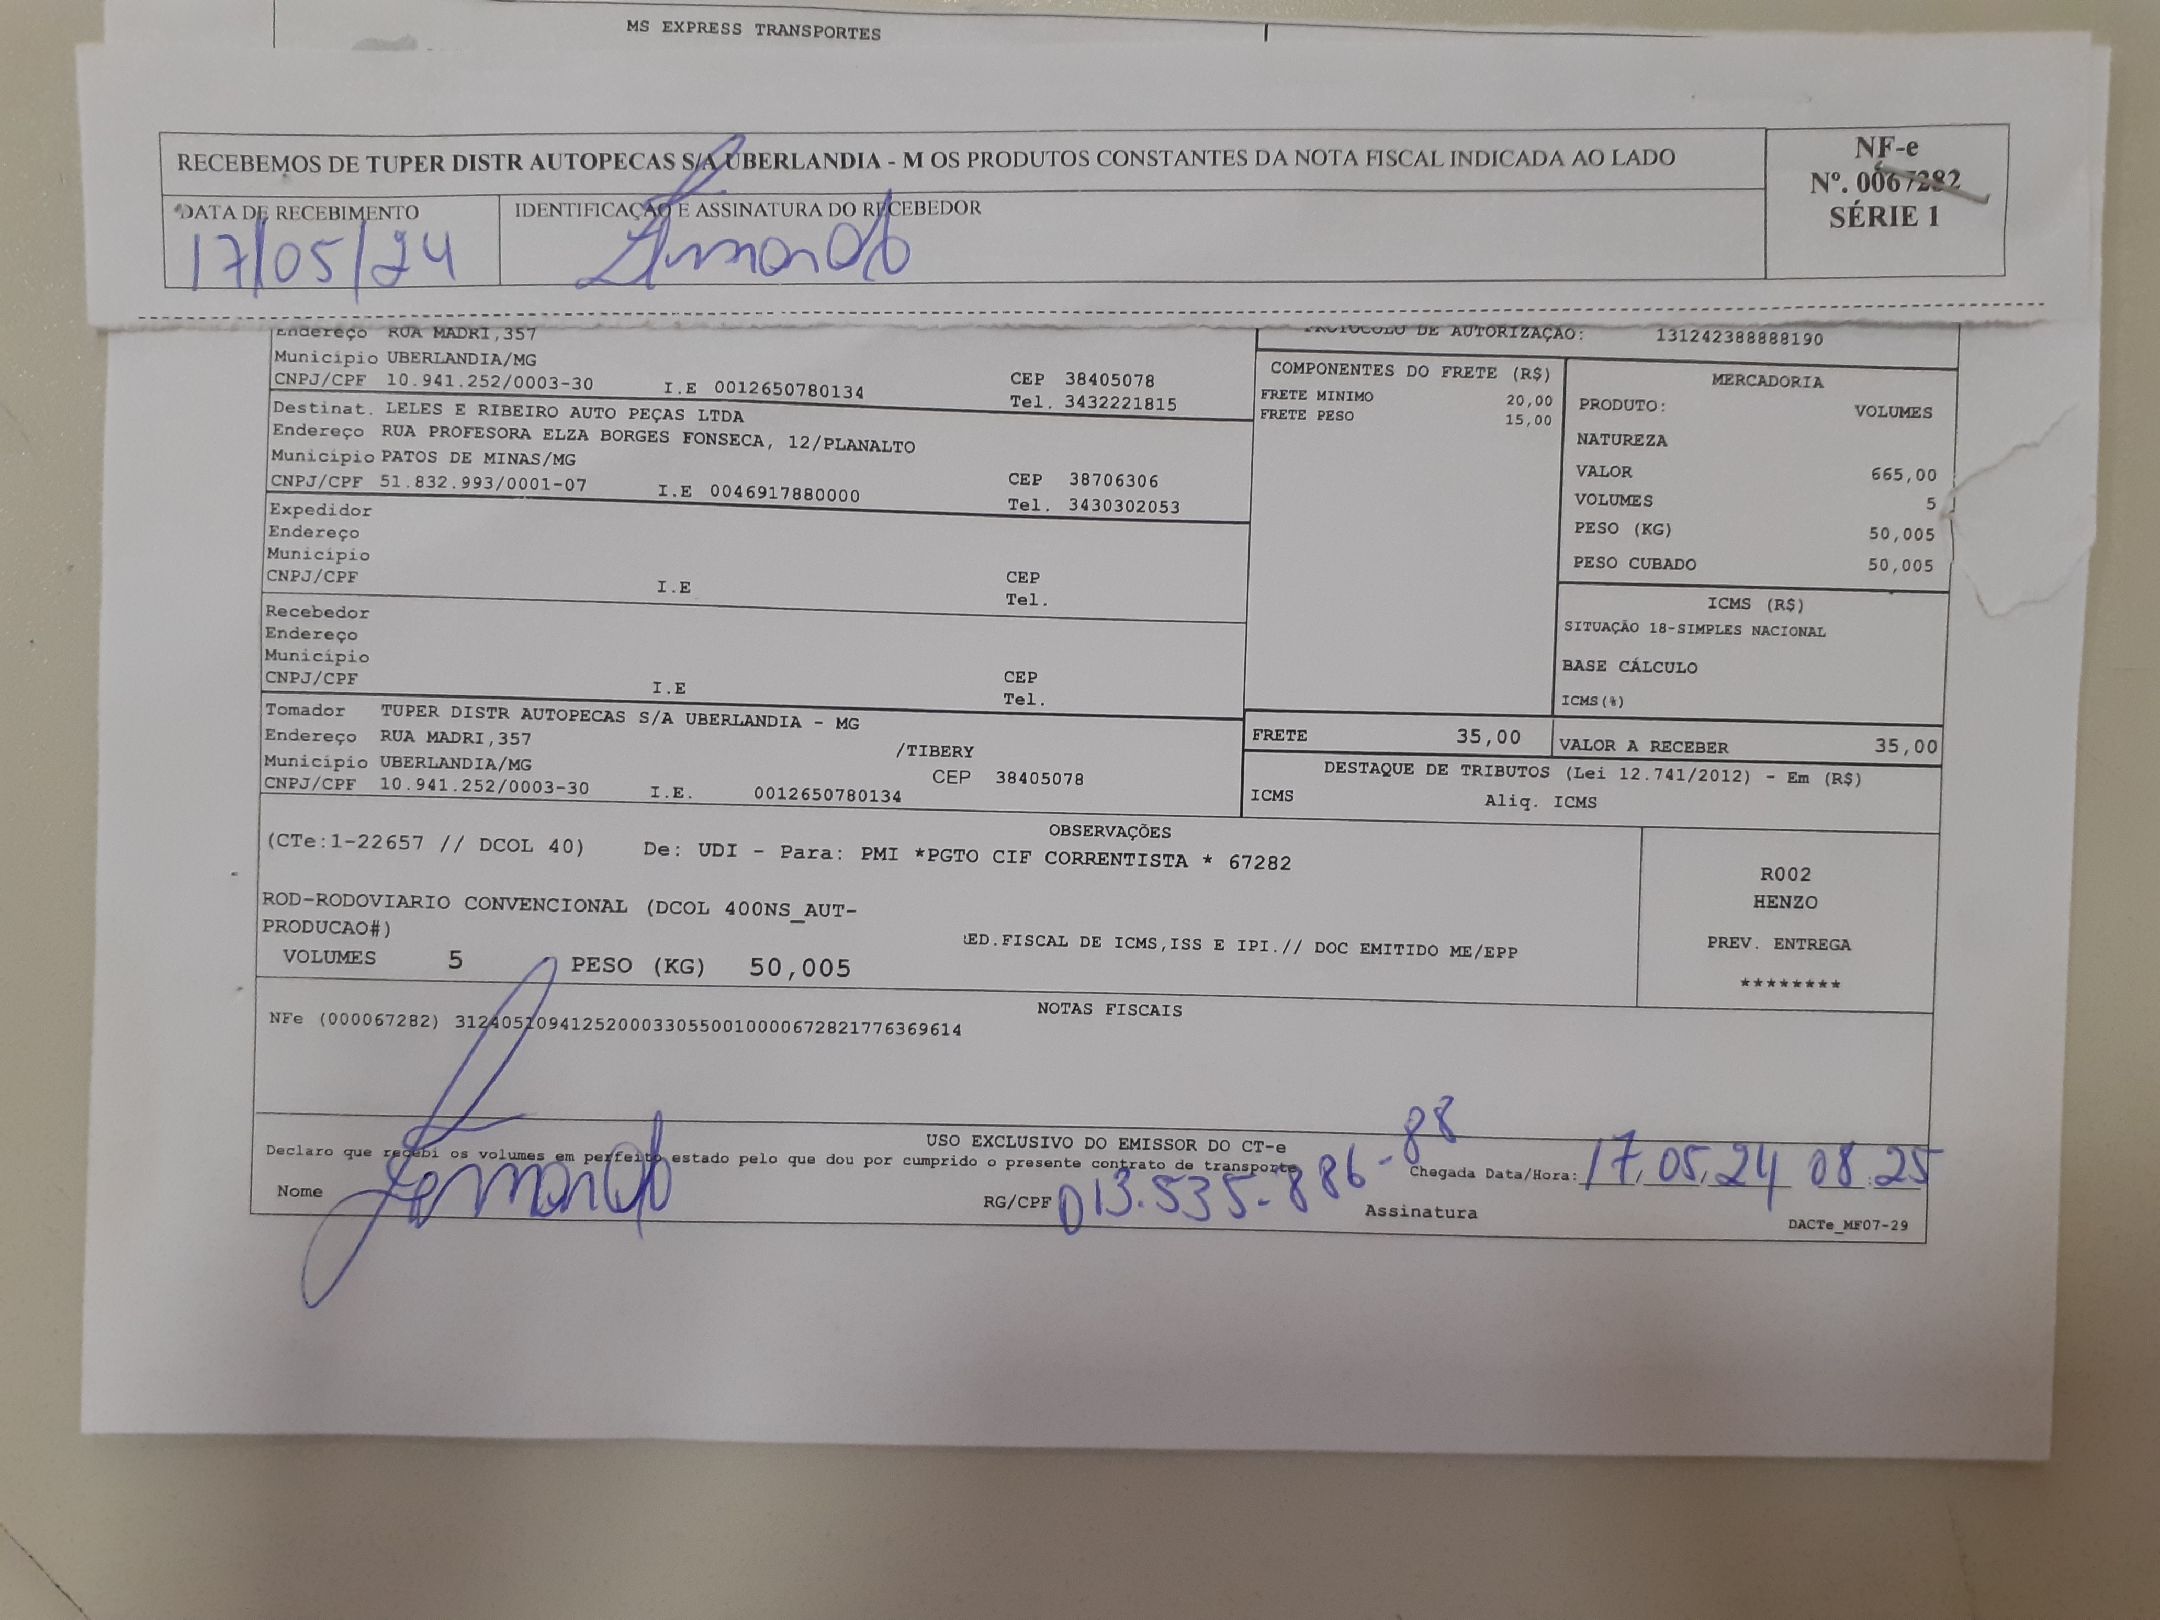 MS EXPRESS TRANSPORTES
RECEBEMOS DE TUPER DISTR AUTOPECAS S/A UBERLANDIA - M OS PRODUTOS CONSTANTES DA NOTA FISCAL INDICADA AO LADO
NF-e
Nº. 0067282
SÉRIE 1
DATA DE RECEBIMENTO
17/05/24
IDENTIFICAÇÃO E ASSINATURA DO RECEBEDOR
Fernando
Endereço RUA MADRI,357
Município UBERLANDIA/MG
CNPJ/CPF 10.941.252/0003-30 I.E 0012650780134 CEP 38405078
Tel. 3432221815
PROTOCOLO DE AUTORIZAÇÃO: 131242388888190
Destinat. LELES E RIBEIRO AUTO PEÇAS LTDA
Endereço RUA PROFESORA ELZA BORGES FONSECA, 12/PLANALTO
Município PATOS DE MINAS/MG
CNPJ/CPF 51.832.993/0001-07 I.E 0046917880000 CEP 38706306
Tel. 3430302053
Expedidor
Endereço
Município
CNPJ/CPF I.E CEP
Tel.
Recebedor
Endereço
Município
CNPJ/CPF I.E CEP
Tel.
Tomador TUPER DISTR AUTOPECAS S/A UBERLANDIA - MG
Endereço RUA MADRI,357 /TIBERY
Município UBERLANDIA/MG CEP 38405078
CNPJ/CPF 10.941.252/0003-30 I.E. 0012650780134
COMPONENTES DO FRETE (R$)
FRETE MINIMO 20,00
FRETE PESO 15,00
MERCADORIA
PRODUTO: VOLUMES
NATUREZA
VALOR 665,00
VOLUMES 5
PESO (KG) 50,005
PESO CUBADO 50,005
ICMS (R$)
SITUAÇÃO 18-SIMPLES NACIONAL
BASE CÁLCULO
ICMS(%)
FRETE 35,00 VALOR A RECEBER 35,00
DESTAQUE DE TRIBUTOS (Lei 12.741/2012) - Em (R$)
ICMS Aliq. ICMS
OBSERVAÇÕES
(CTe:1-22657 // DCOL 40) De: UDI - Para: PMI *PGTO CIF CORRENTISTA * 67282
ROD-RODOVIARIO CONVENCIONAL (DCOL 400NS_AUT-
PRODUCAO#)
ED.FISCAL DE ICMS,ISS E IPI.// DOC EMITIDO ME/EPP
VOLUMES 5 PESO (KG) 50,005
R002
HENZO
PREV. ENTREGA
********
NOTAS FISCAIS
NFe (000067282) 31240510941252000330550010000672821776369614
USO EXCLUSIVO DO EMISSOR DO CT-e
Declaro que recebi os volumes em perfeito estado pelo que dou por cumprido o presente contrato de transporte
Chegada Data/Hora: 17.05.24 08:25
Nome Fernando RG/CPF 013.535-886-88 Assinatura
DACTe_MF07-29